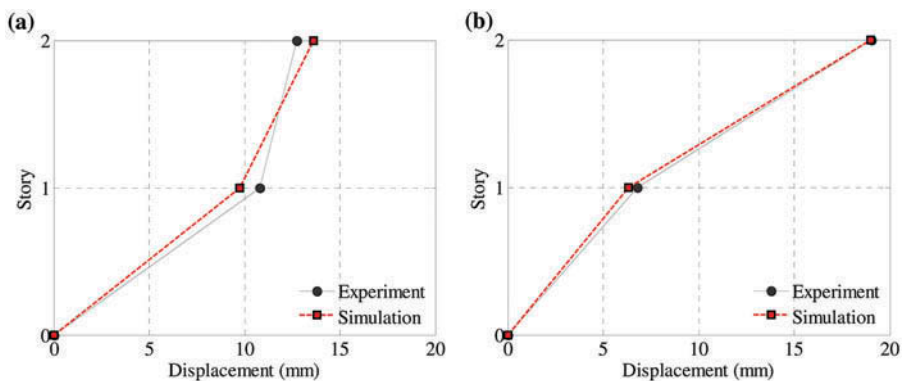 (a)
2
1
0
Story
0 5 10 15 20
Displacement (mm)
Experiment
Simulation
(b)
2
1
0
Story
0 5 10 15 20
Displacement (mm)
Experiment
Simulation